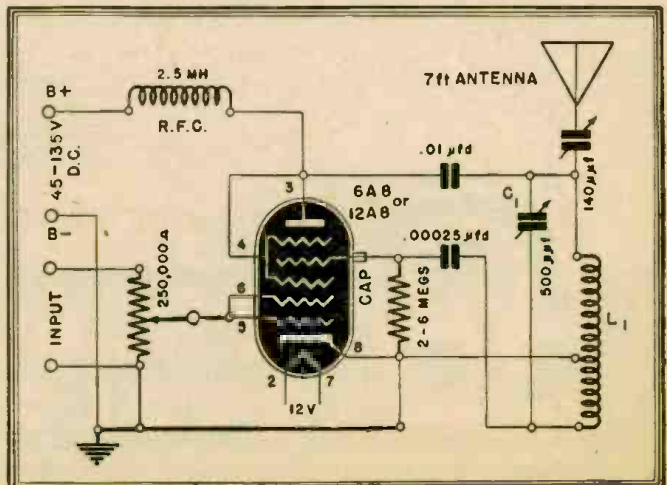 B+
2.5 MH
R.F.C.
45-135V
D.C.
B-
INPUT
250,000Ω
7ft ANTENNA
.01 µfd
140µµf
C1
500µµf
L1
3
6A8 or
12A8
4
6
5
CAP
.00025 µfd
2-6 MEGS
8
2
7
12V